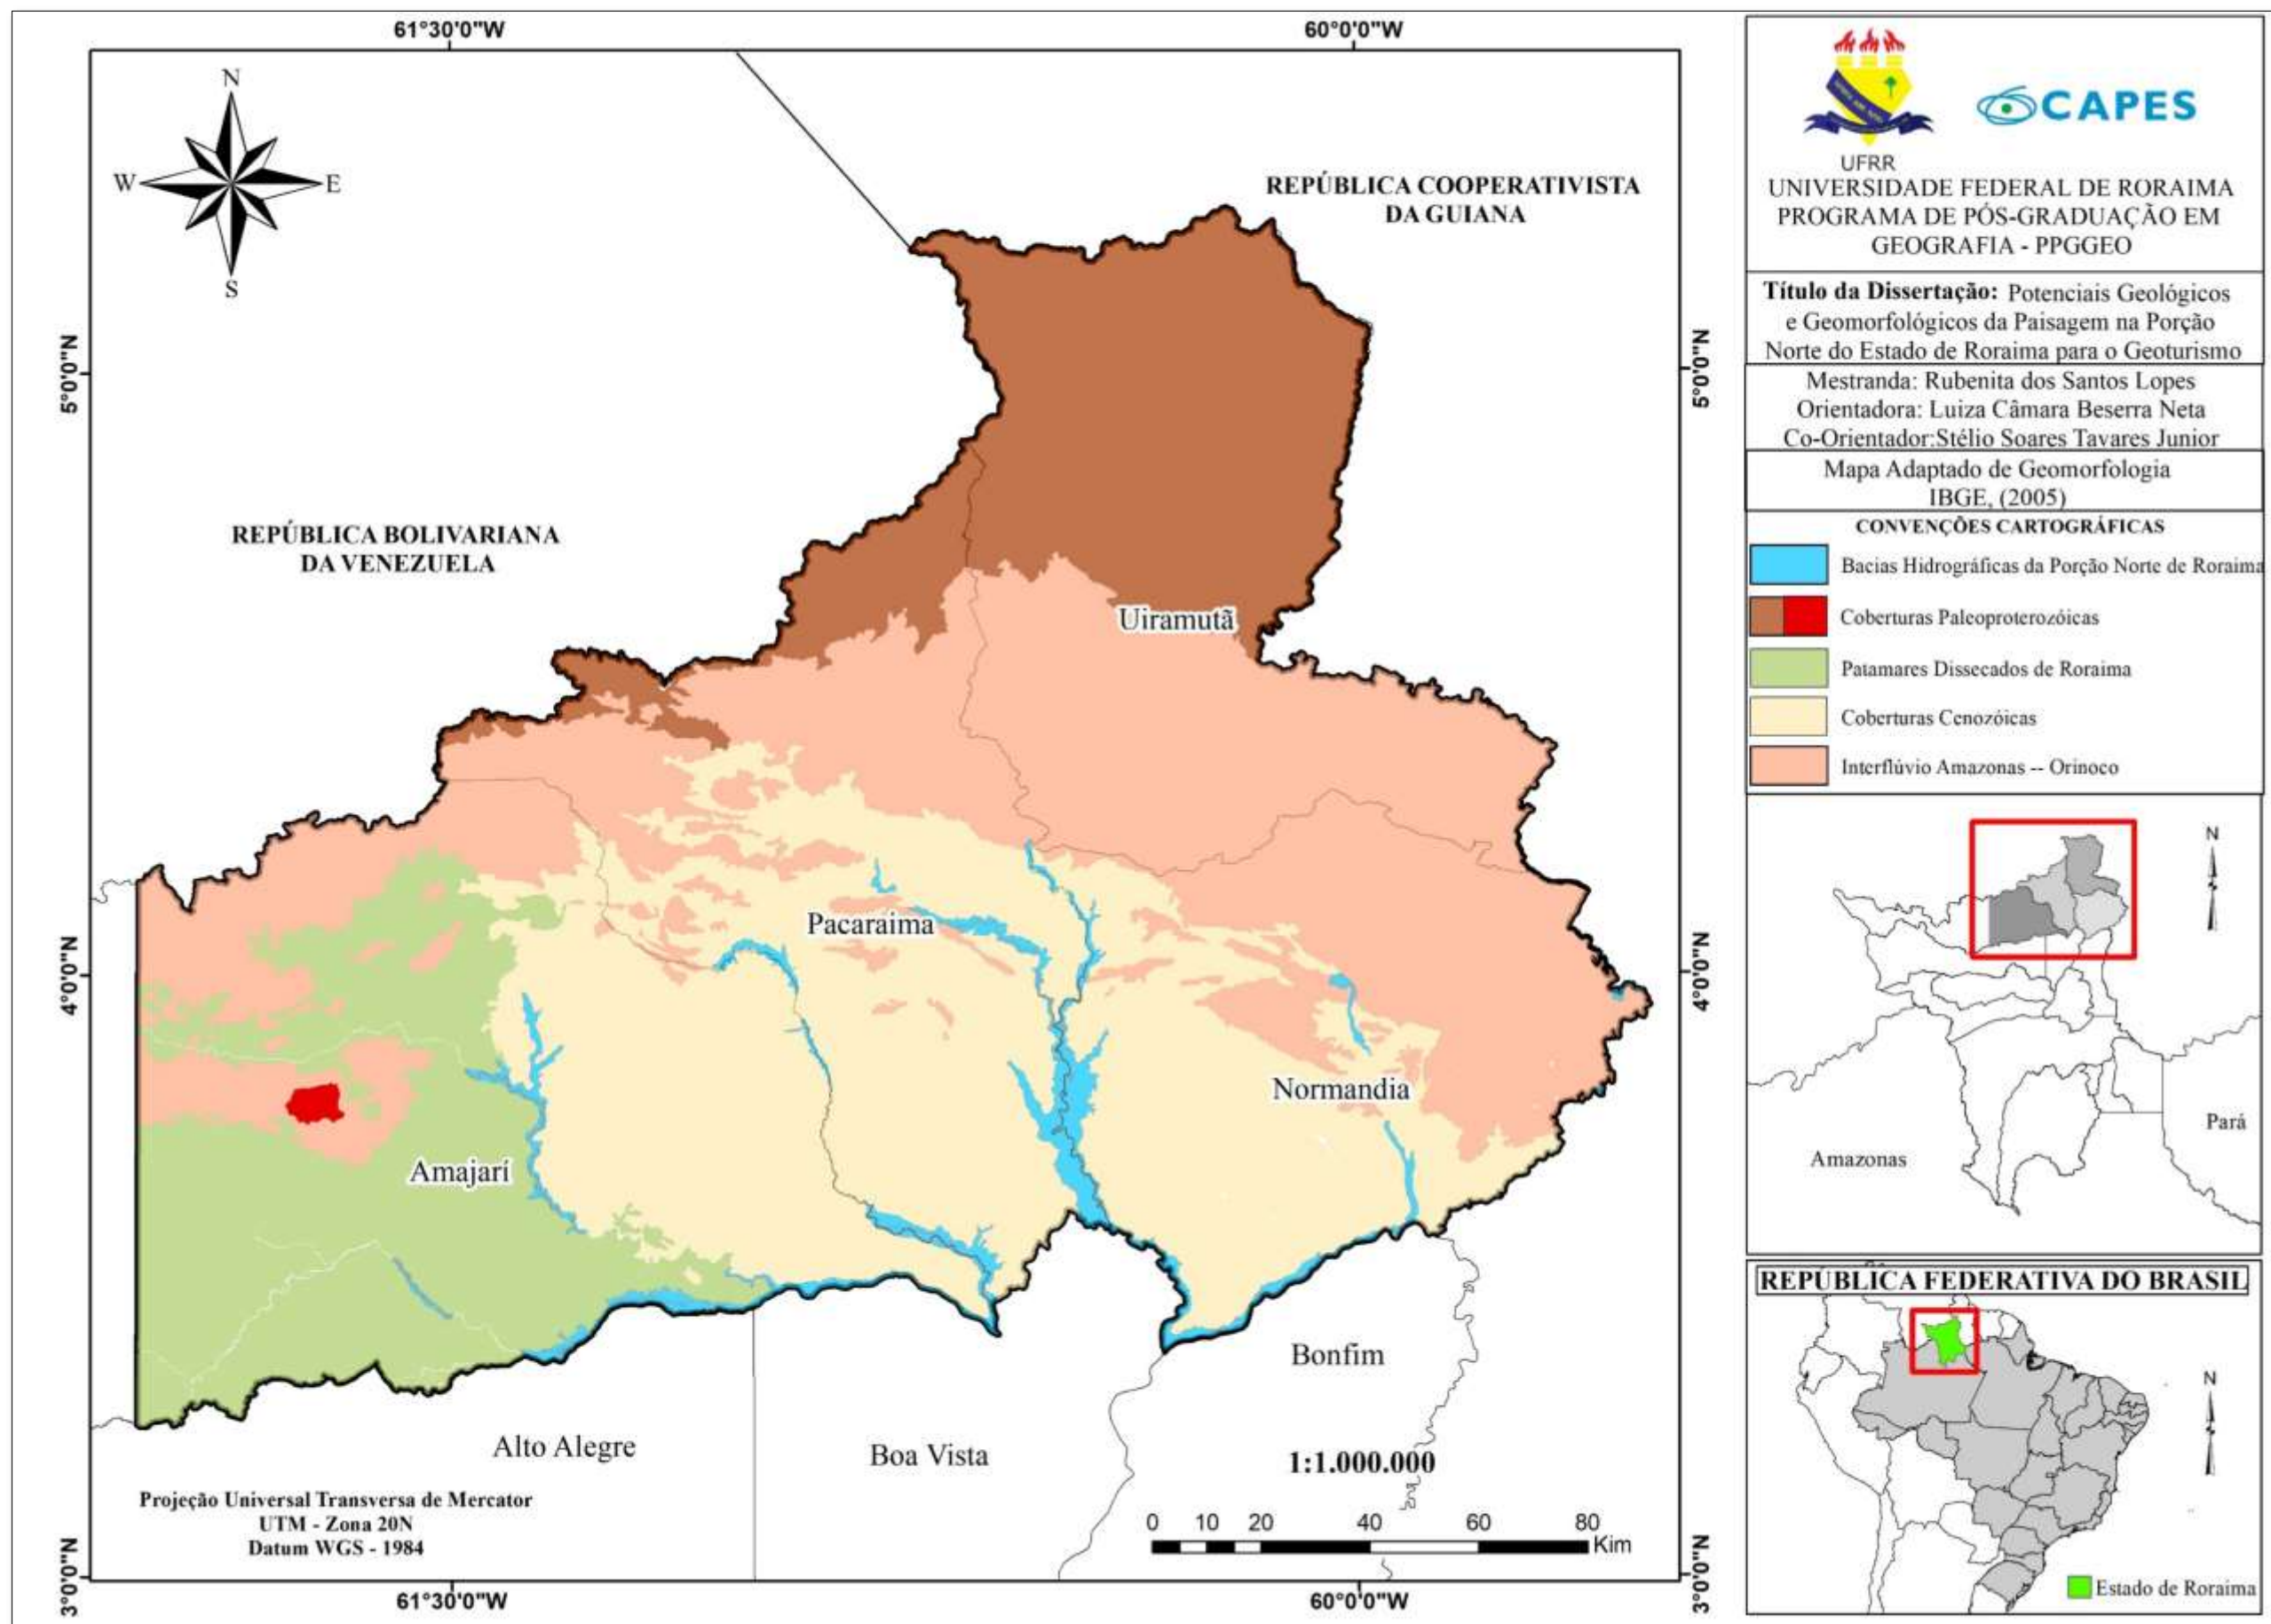 61°30'0"W
60°0'0"W
N
W
E
S
REPÚBLICA COOPERATIVISTA
DA GUIANA
5°0'0"N
5°0'0"N
REPÚBLICA BOLIVARIANA
DA VENEZUELA
Uiramutã
Pacaraima
4°0'0"N
4°0'0"N
Normandia
Amajarí
Bonfim
Alto Alegre
Boa Vista
1:1.000.000
Projeção Universal Transversa de Mercator
UTM - Zona 20N
Datum WGS - 1984
0 10 20 40 60 80
Kim
3°0'0"N
3°0'0"N
61°30'0"W
60°0'0"W
CAPES
UFRR
UNIVERSIDADE FEDERAL DE RORAIMA
PROGRAMA DE PÓS-GRADUAÇÃO EM
GEOGRAFIA - PPGGEO
Título da Dissertação: Potenciais Geológicos
e Geomorfológicos da Paisagem na Porção
Norte do Estado de Roraima para o Geoturismo
Mestranda: Rubenita dos Santos Lopes
Orientadora: Luiza Câmara Beserra Neta
Co-Orientador:Stélio Soares Tavares Junior
Mapa Adaptado de Geomorfologia
IBGE, (2005)
CONVENÇÕES CARTOGRÁFICAS
Bacias Hidrográficas da Porção Norte de Roraima
Coberturas Paleoproterozóicas
Patamares Dissecados de Roraima
Coberturas Cenozóicas
Interflúvio Amazonas -- Orinoco
N
Pará
Amazonas
REPÚBLICA FEDERATIVA DO BRASIL
N
Estado de Roraima